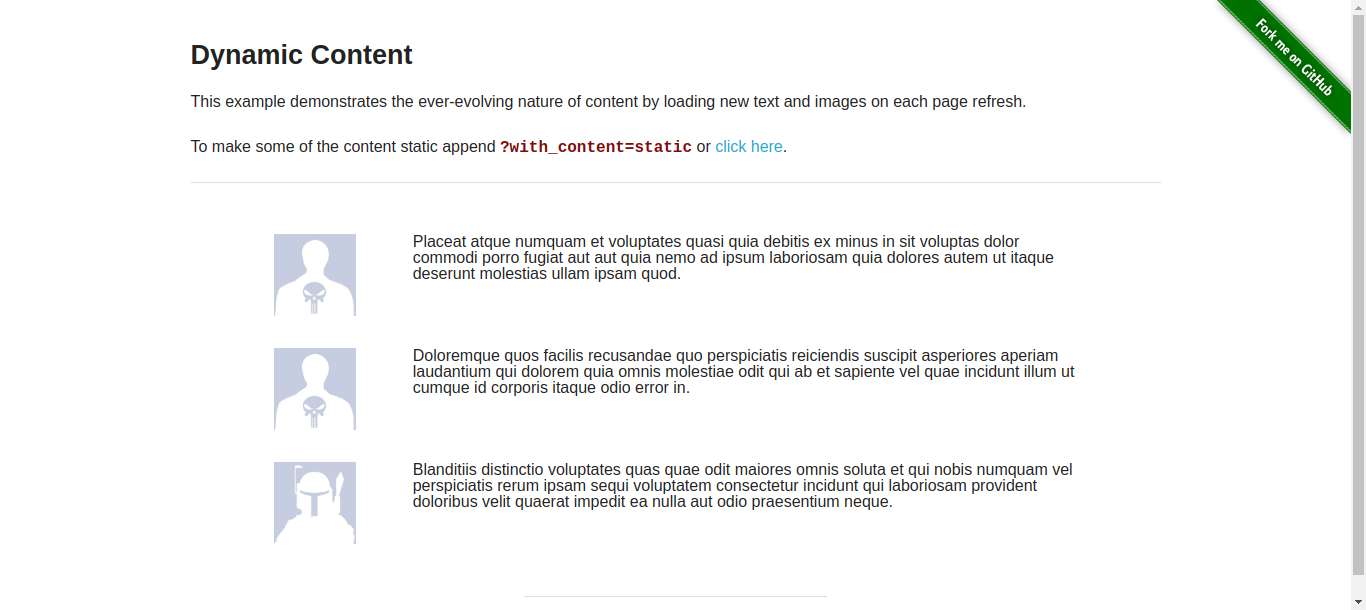 Fork me on GitHub
Dynamic Content
This example demonstrates the ever-evolving nature of content by loading new text and images on each page refresh.
To make some of the content static append ?with_content=static or click here.
Placeat atque numquam et voluptates quasi quia debitis ex minus in sit voluptas dolor
commodi porro fugiat aut aut quia nemo ad ipsum laboriosam quia dolores autem ut itaque
deserunt molestias ullam ipsam quod.
Doloremque quos facilis recusandae quo perspiciatis reiciendis suscipit asperiores aperiam
laudantium qui dolorem quia omnis molestiae odit qui ab et sapiente vel quae incidunt illum ut
cumque id corporis itaque odio error in.
Blanditiis distinctio voluptates quas quae odit maiores omnis soluta et qui nobis numquam vel
perspiciatis rerum ipsam sequi voluptatem consectetur incidunt qui laboriosam provident
doloribus velit quaerat impedit ea nulla aut odio praesentium neque.